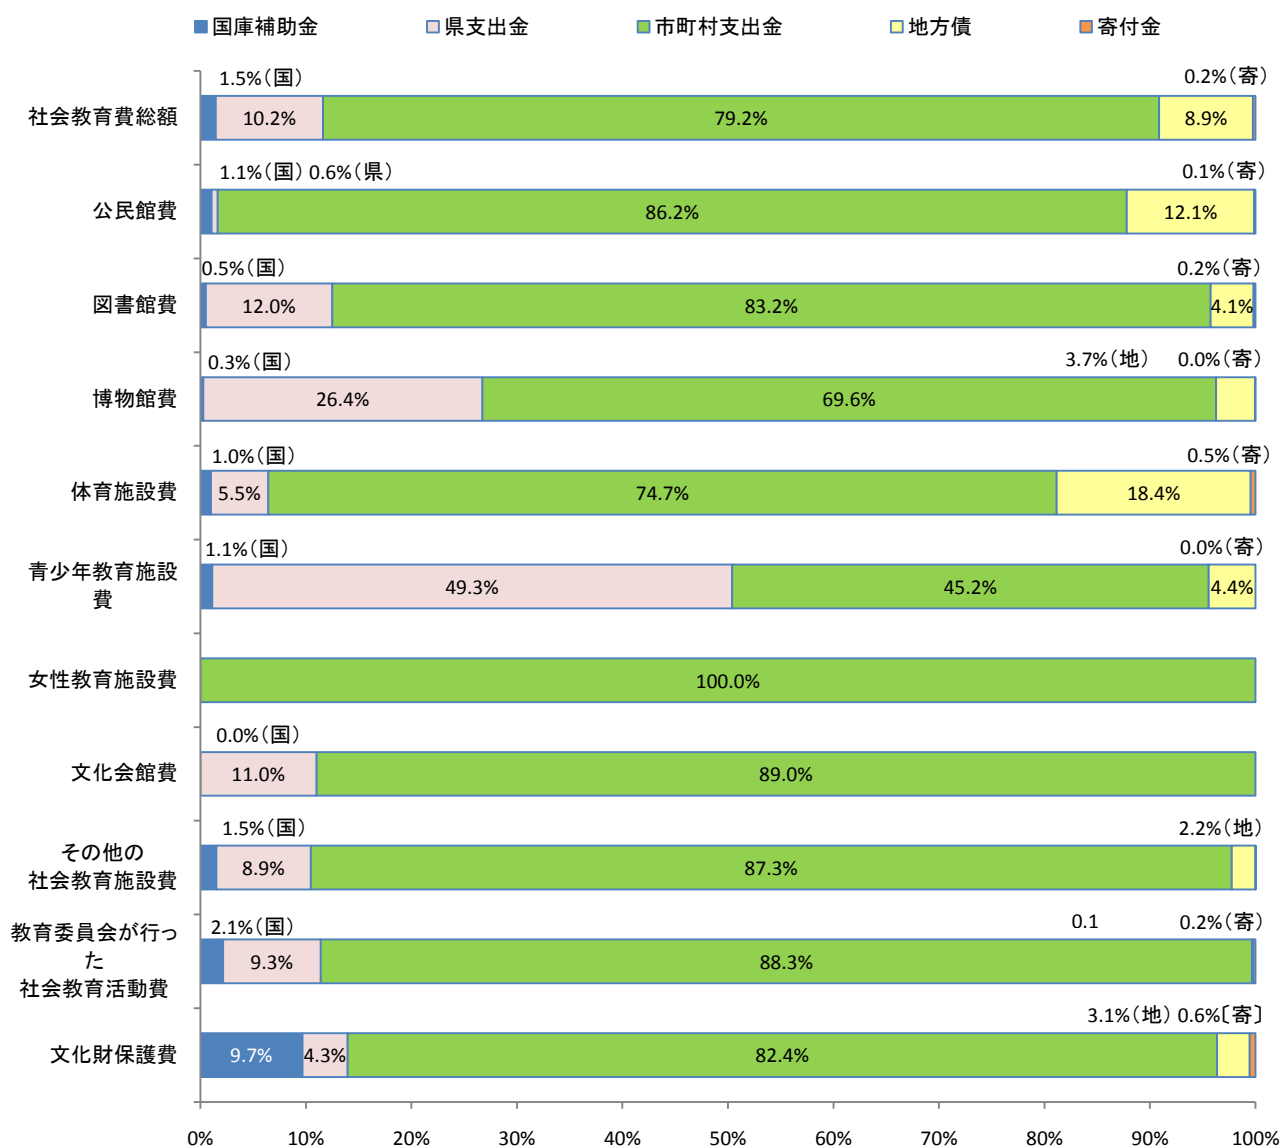 国庫補助金 県支出金 市町村支出金 地方債 寄付金
1.5%（国） 0.2%（寄）
社会教育費総額 10.2% 79.2% 8.9%
1.1%（国） 0.6%（県） 0.1%（寄）
公民館費 86.2% 12.1%
0.5%（国） 0.2%（寄）
図書館費 12.0% 83.2% 4.1%
0.3%（国） 3.7%（地） 0.0%（寄）
博物館費 26.4% 69.6%
1.0%（国） 0.5%（寄）
体育施設費 5.5% 74.7% 18.4%
1.1%（国） 0.0%（寄）
青少年教育施設
費 49.3% 45.2% 4.4%
女性教育施設費 100.0%
0.0%（国）
文化会館費 11.0% 89.0%
1.5%（国） 2.2%（地）
その他の
社会教育施設費 8.9% 87.3%
2.1%（国） 0.1 0.2%（寄）
教育委員会が行っ
た 9.3% 88.3%
社会教育活動費
3.1%（地） 0.6%〔寄〕
文化財保護費 9.7% 4.3% 82.4%
0% 10% 20% 30% 40% 50% 60% 70% 80% 90% 100%